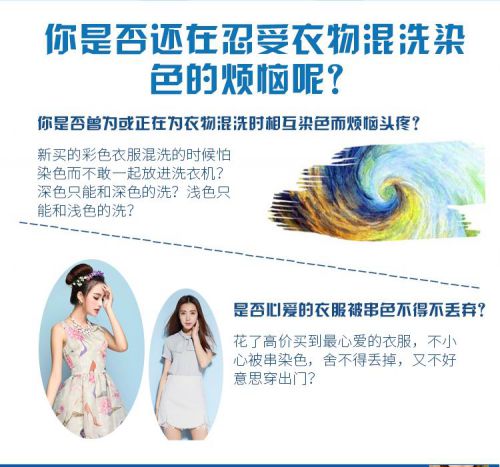 你是否还在忍受衣物混洗染
色的烦恼呢?
你是否曾为或正在为衣物混洗时相互染色而烦恼头疼?
新买的彩色衣服混洗的时候怕
染色而不敢一起放进洗衣机?
深色只能和深色的洗? 浅色只
能和浅色的洗?
是否心爱的衣服被串色不得不丢弃?
花了高价买到最心爱的衣服, 不小
心被串染色, 舍不得丢掉, 又不好
意思穿出门?